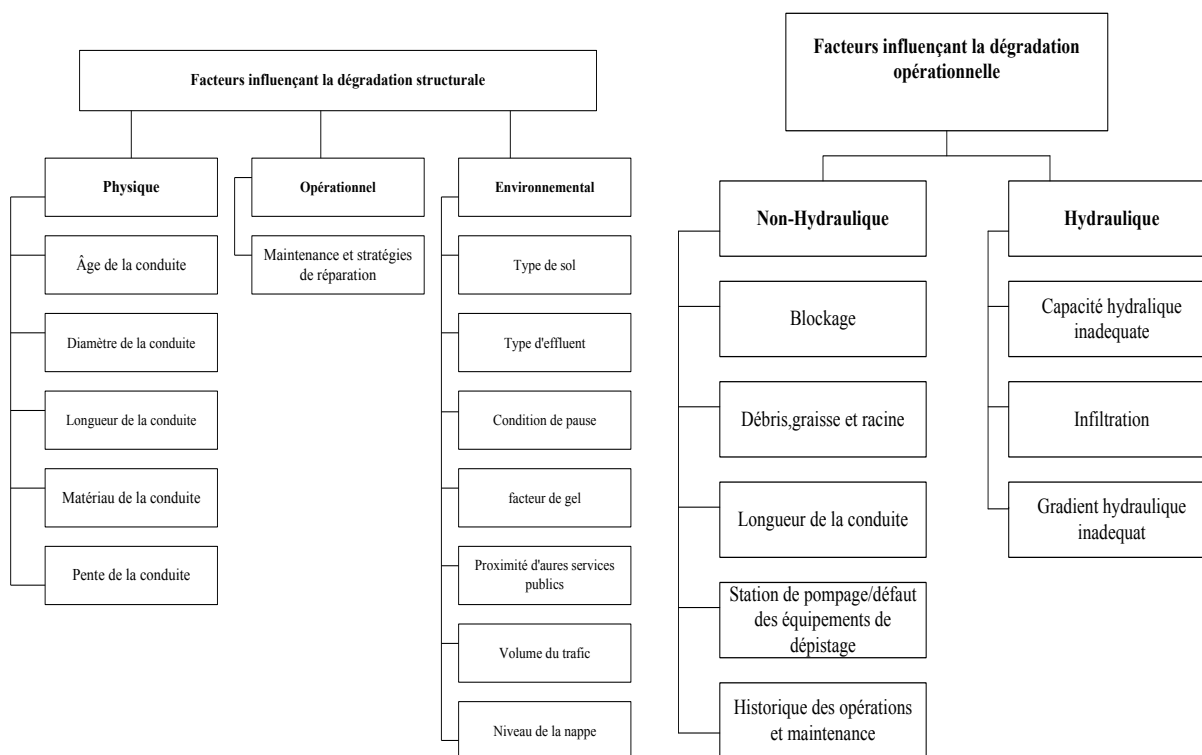 Facteurs influençant la dégradation structurale
Physique
Âge de la conduite
Diamètre de la conduite
Longueur de la conduite
Matériau de la conduite
Pente de la conduite
Opérationnel
Maintenance et stratégies
de réparation
Environnemental
Type de sol
Type d'effluent
Condition de pause
facteur de gel
Proximité d'aures services
publics
Volume du trafic
Niveau de la nappe
Facteurs influençant la dégradation
opérationnelle
Non-Hydraulique
Blockage
Débris,graisse et racine
Longueur de la conduite
Station de pompage/défaut
des équipements de
dépistage
Historique des opérations
et maintenance
Hydraulique
Capacité hydralique
inadequate
Infiltration
Gradient hydraulique
inadequat